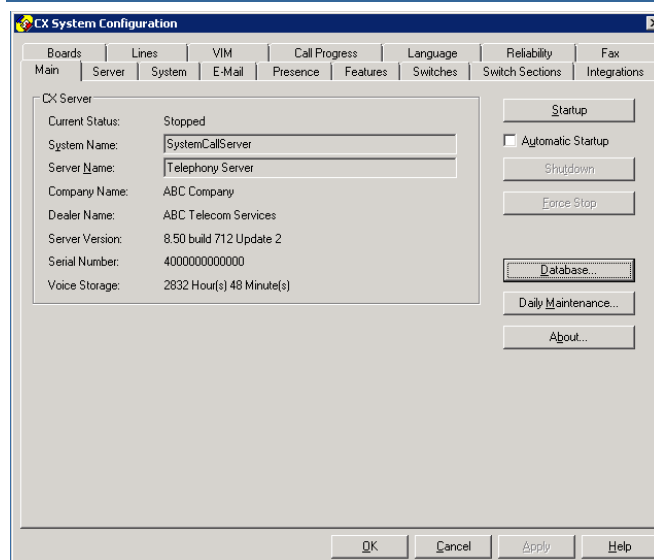 CX System Configuration
Boards Lines VIM Call Progress Language Reliability Fax
Main Server System E-Mail Presence Features Switches Switch Sections Integrations
CX Server
Current Status: Stopped
System Name: SystemCallServer
Server Name: Telephony Server
Company Name: ABC Company
Dealer Name: ABC Telecom Services
Server Version: 8.50 build 712 Update 2
Serial Number: 4000000000000
Voice Storage: 2832 Hour(s) 48 Minute(s)
Startup
Automatic Startup
Shutdown
Force Stop
Database...
Daily Maintenance...
About...
OK Cancel Apply Help